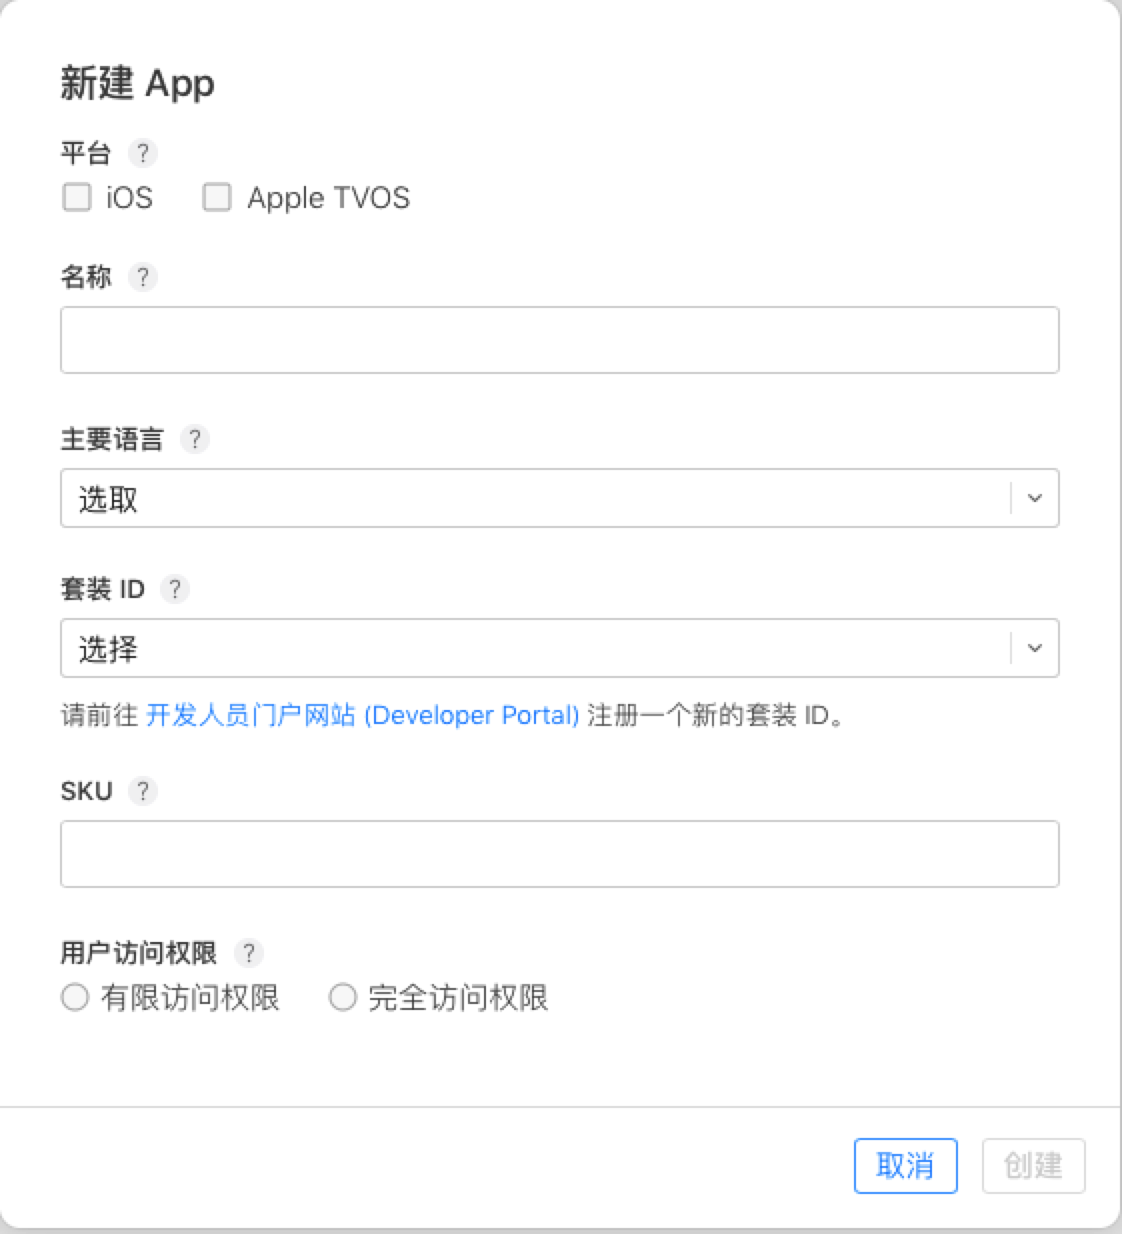 新建 App
平台 ?
iOS Apple TVOS
名称 ?
主要语言 ?
选取
套装 ID ?
选择
请前往 开发人员门户网站 (Developer Portal) 注册一个新的套装 ID。
SKU ?
用户访问权限 ?
有限访问权限 完全访问权限
取消 创建